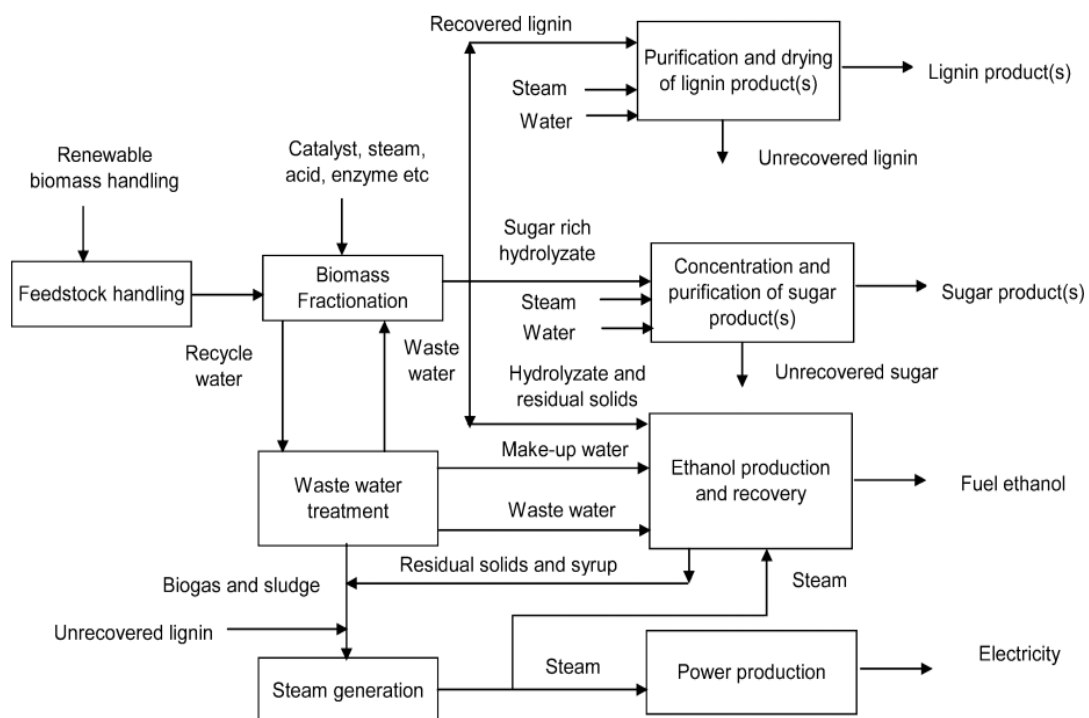 Recovered lignin
Purification and drying
of lignin product(s)
Lignin product(s)
Steam
Water
Unrecovered lignin
Renewable
biomass handling
Catalyst, steam,
acid, enzyme etc
Sugar rich
hydrolyzate
Feedstock handling
Biomass
Fractionation
Concentration and
purification of sugar
product(s)
Sugar product(s)
Steam
Water
Recycle
water
Waste
water
Unrecovered sugar
Hydrolyzate and
residual solids
Make-up water
Waste water
treatment
Ethanol production
and recovery
Fuel ethanol
Waste water
Residual solids and syrup
Biogas and sludge
Steam
Unrecovered lignin
Steam generation
Steam
Power production
Electricity